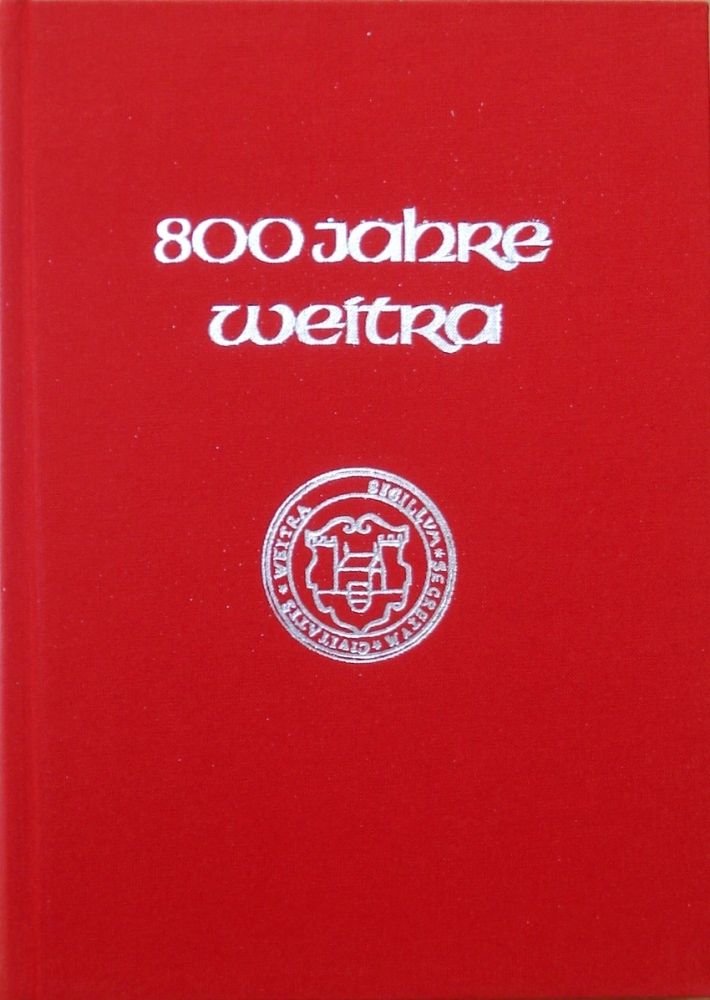 800 Jahre
Weitra
SIGILLVM * SECRETVM * CIVITATIS * WEITRA